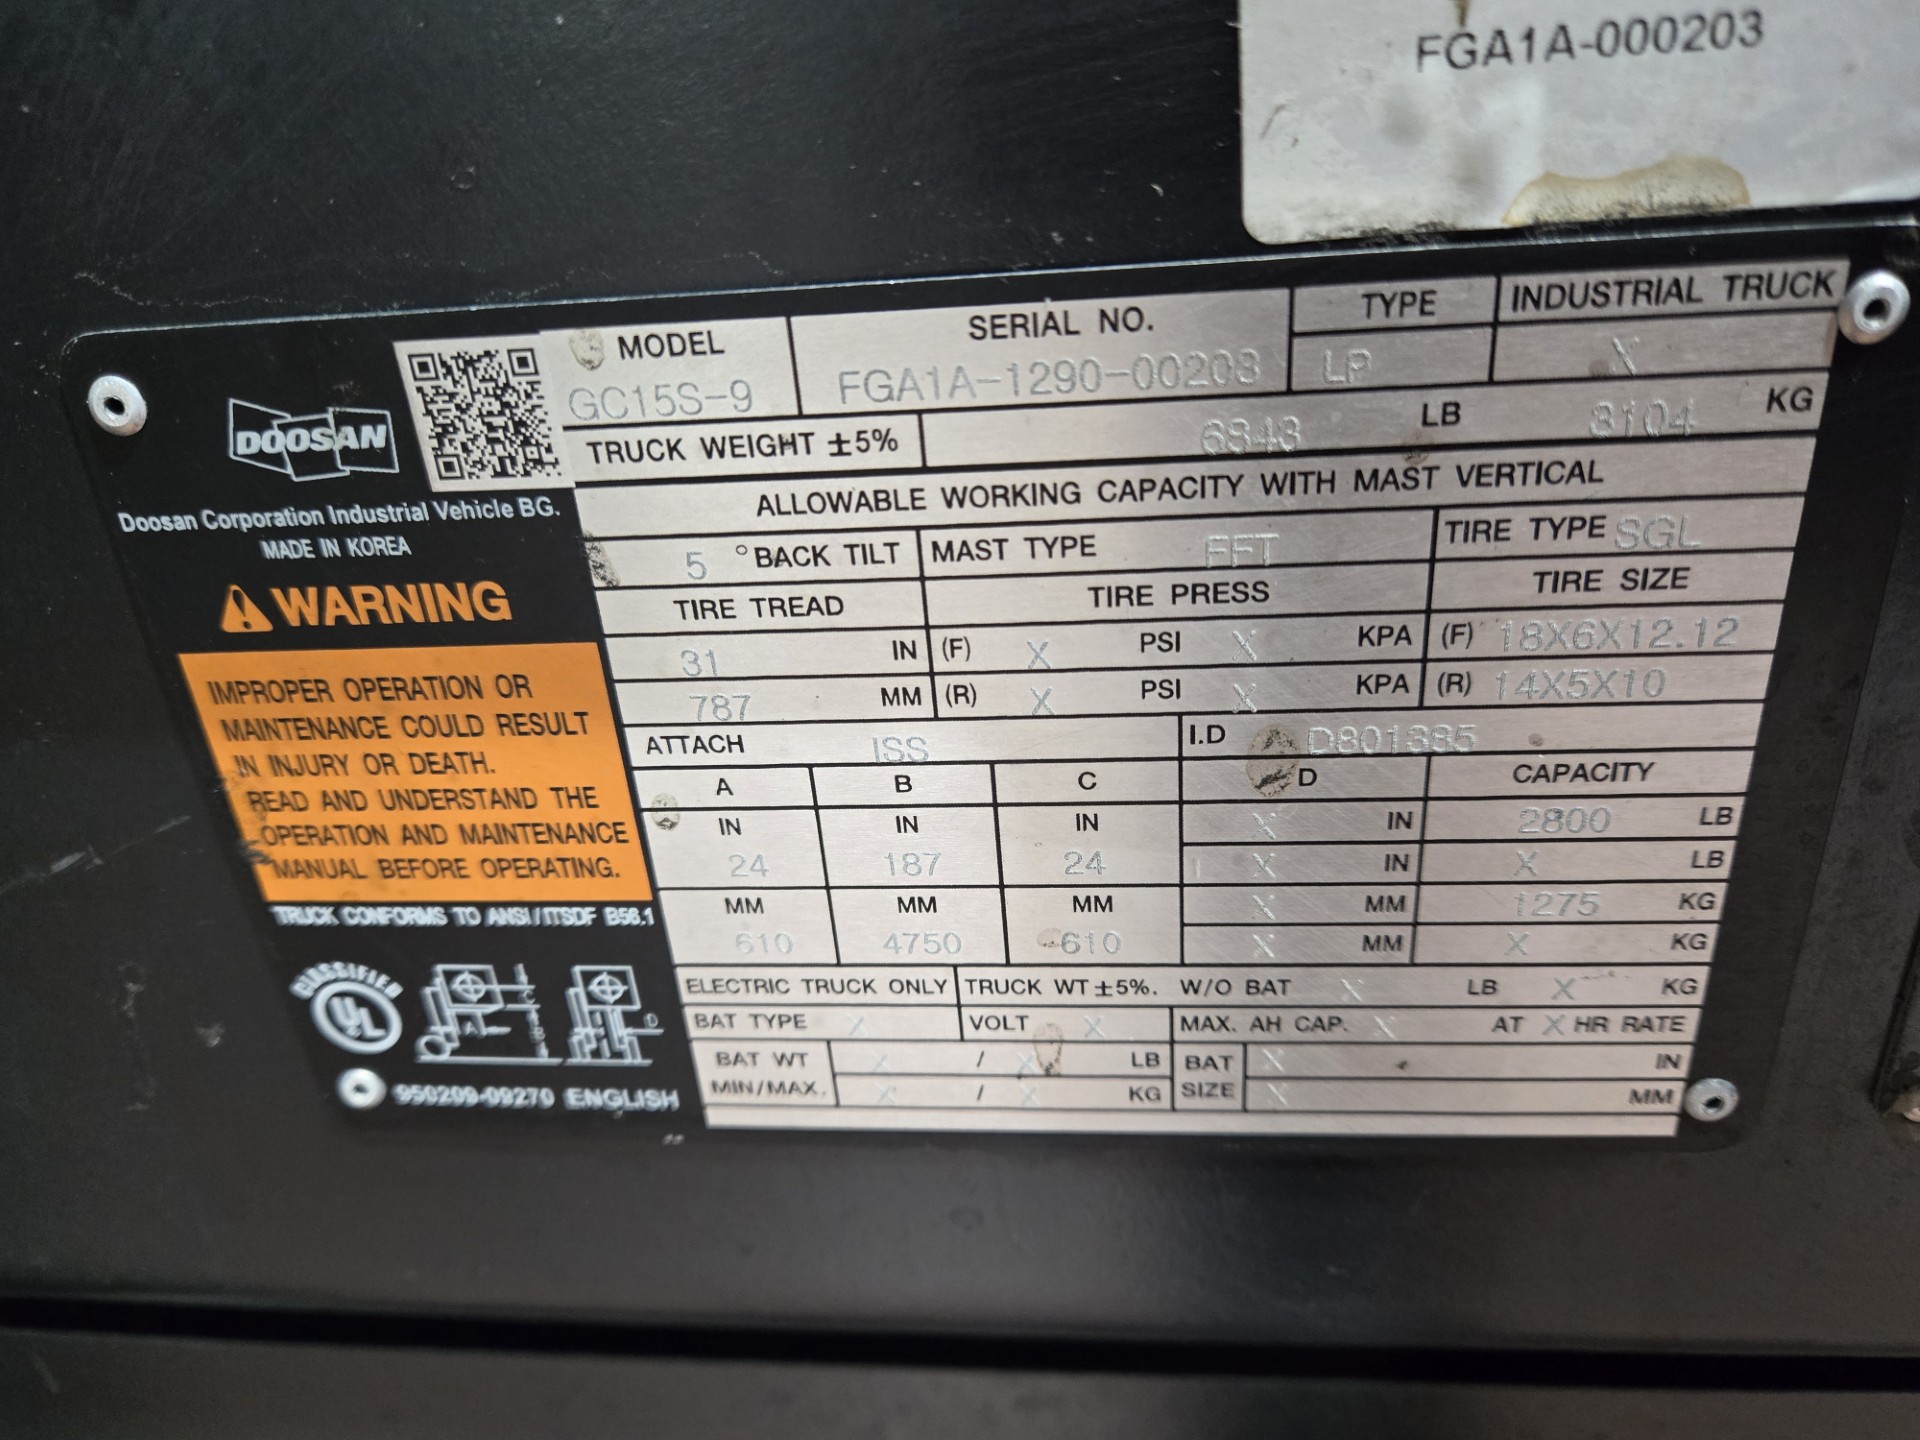 FGA1A-000203
DOOSAN
Doosan Corporation Industrial Vehicle BG.
MADE IN KOREA
WARNING
IMPROPER OPERATION OR
MAINTENANCE COULD RESULT
IN INJURY OR DEATH.
READ AND UNDERSTAND THE
OPERATION AND MAINTENANCE
MANUAL BEFORE OPERATING.
TRUCK CONFORMS TO ANSI/ITSDF B56.1
CLASSIFIED
UL
A
D
950209-09270 ENGLISH
MODEL SERIAL NO. TYPE INDUSTRIAL TRUCK
GC15S-9 FGA1A-1290-00203 LP X
TRUCK WEIGHT ±5% 6843 LB 3104 KG
ALLOWABLE WORKING CAPACITY WITH MAST VERTICAL
5 °BACK TILT MAST TYPE FFT TIRE TYPE SGL
TIRE TREAD TIRE PRESS TIRE SIZE
31 IN (F) X PSI X KPA (F) 18X6X12.12
787 MM (R) X PSI X KPA (R) 14X5X10
ATTACH ISS I.D D801385
A B C D CAPACITY
IN IN IN X IN 2800 LB
24 187 24 X IN X LB
MM MM MM X MM 1275 KG
610 4750 610 X MM X KG
ELECTRIC TRUCK ONLY TRUCK WT ±5%. W/O BAT X LB X KG
BAT TYPE X VOLT X MAX. AH CAP. X AT X HR RATE
BAT WT X / X LB BAT X IN
MIN/MAX. X / X KG SIZE X MM